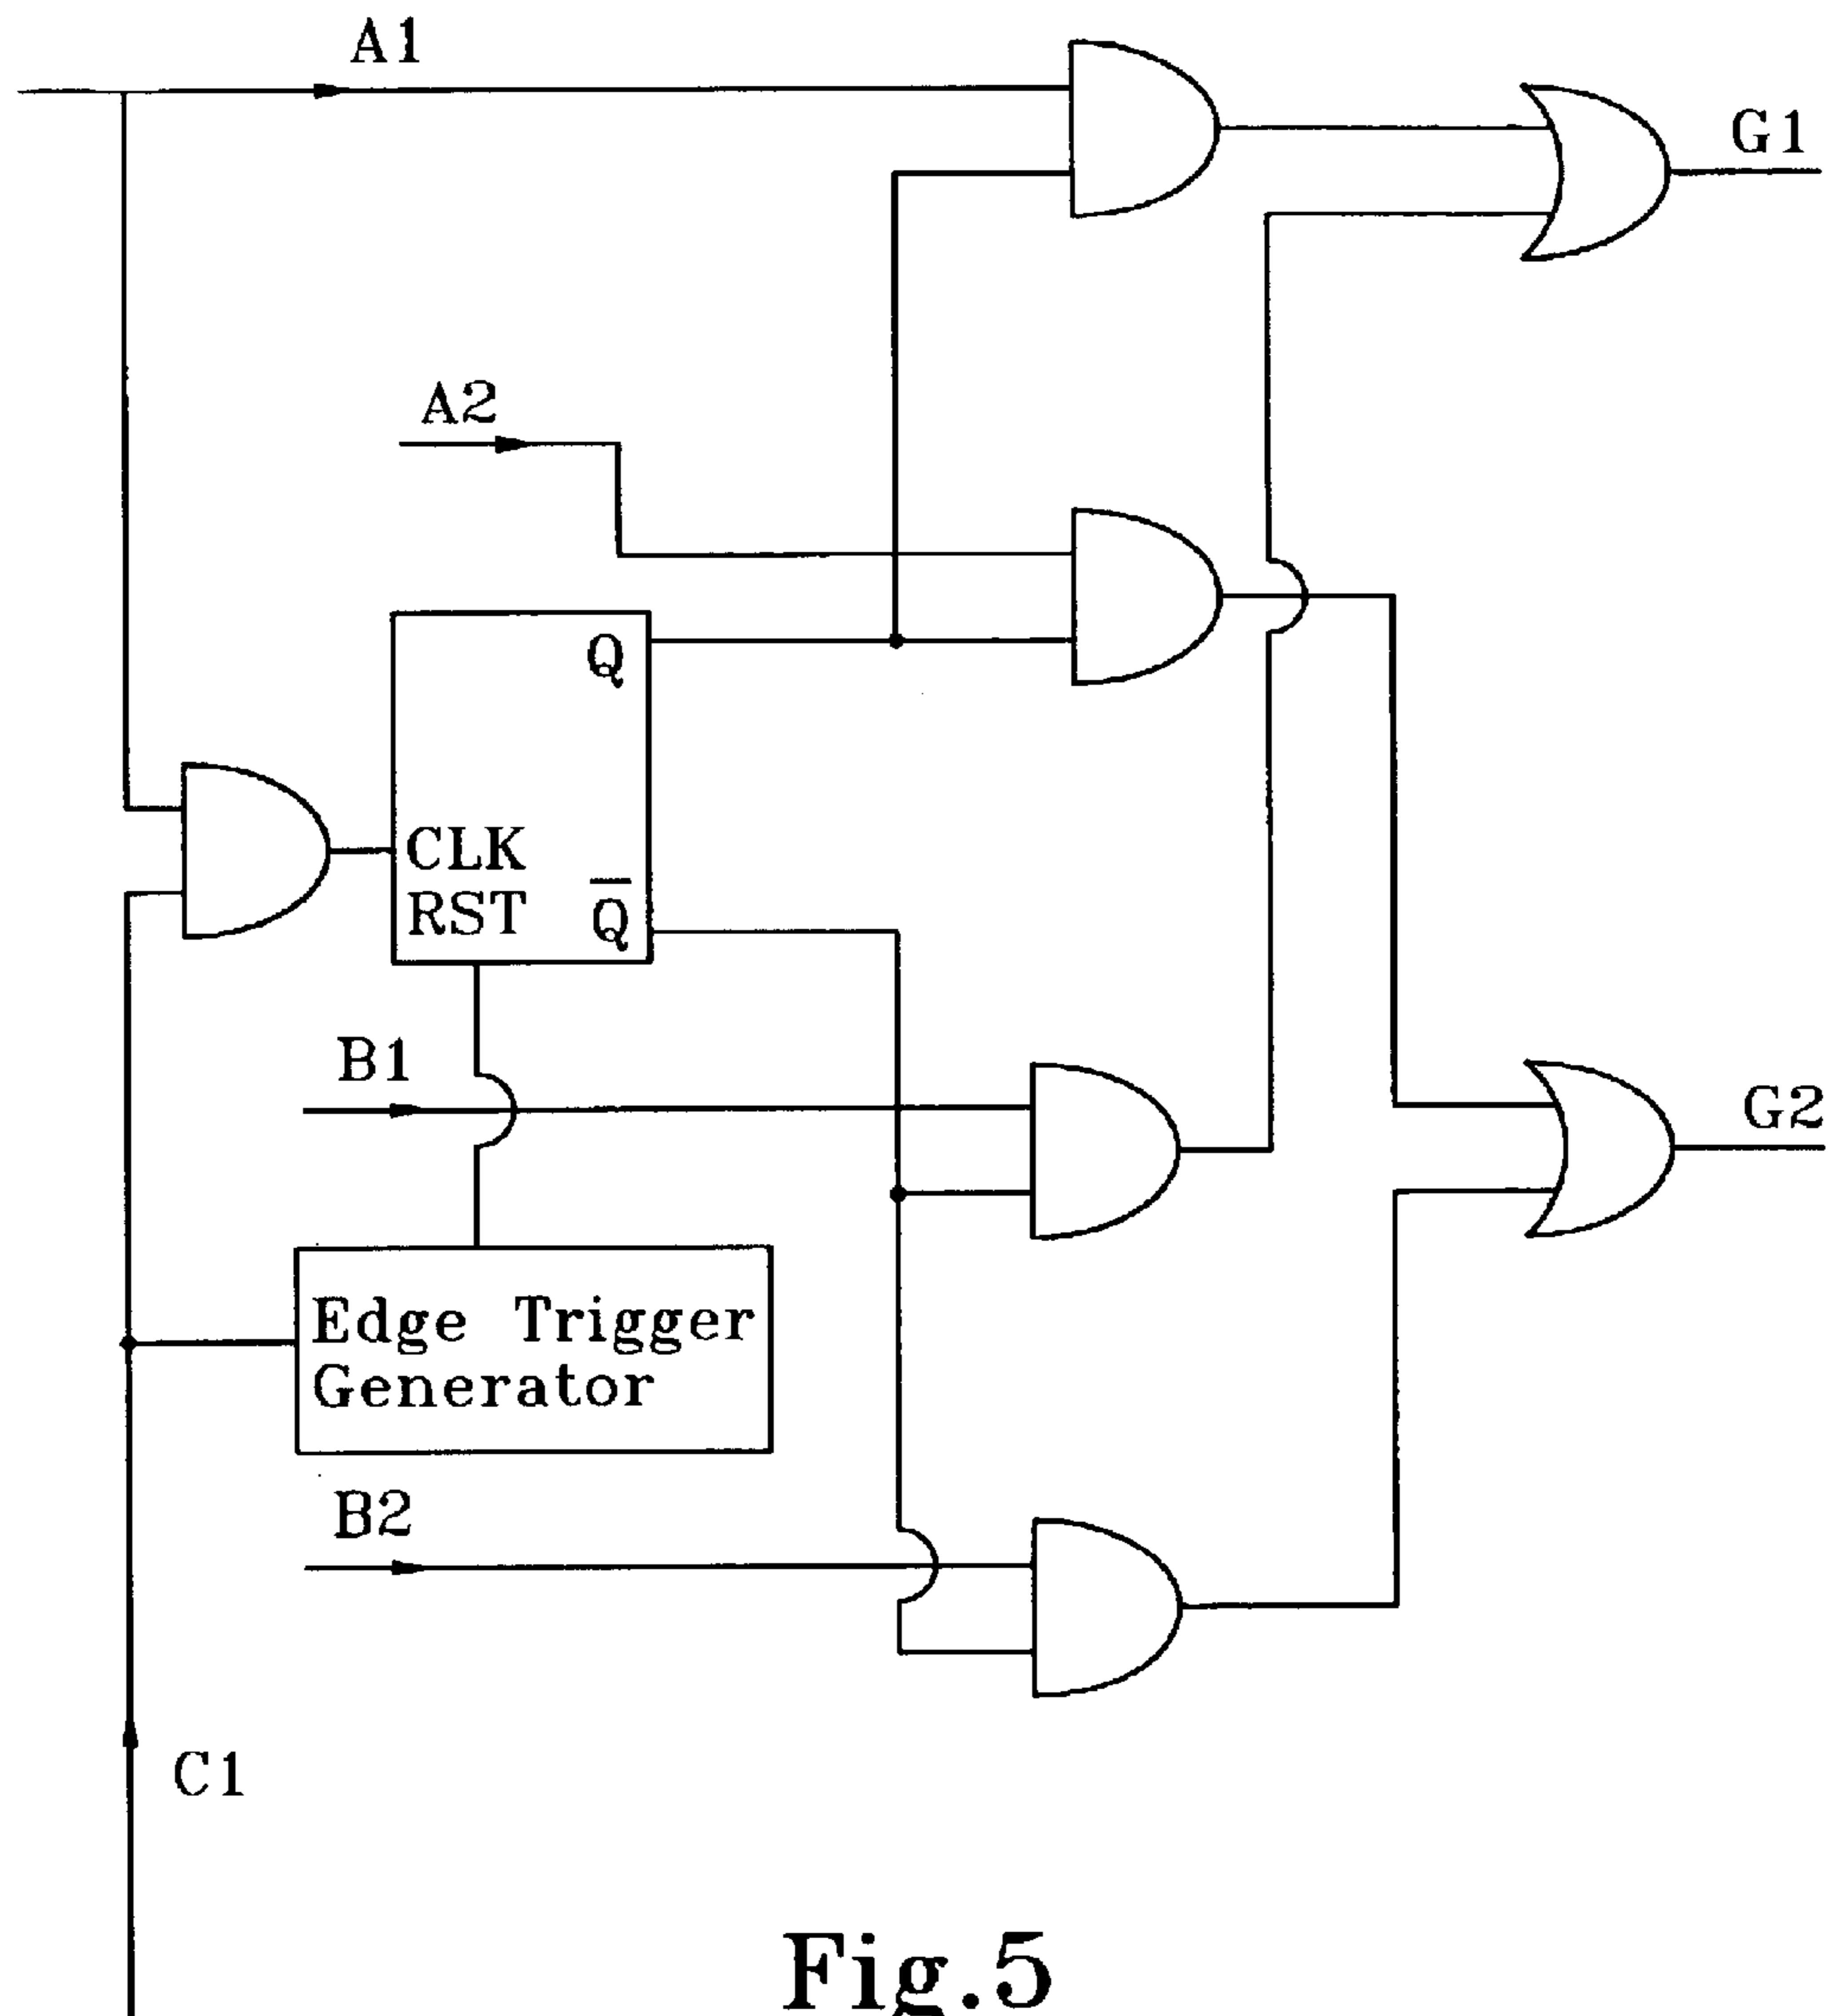 A1
G1
A2
Q
CLK
RST Q̅
B1
G2
Edge Trigger
Generator
B2
C1
Fig.5